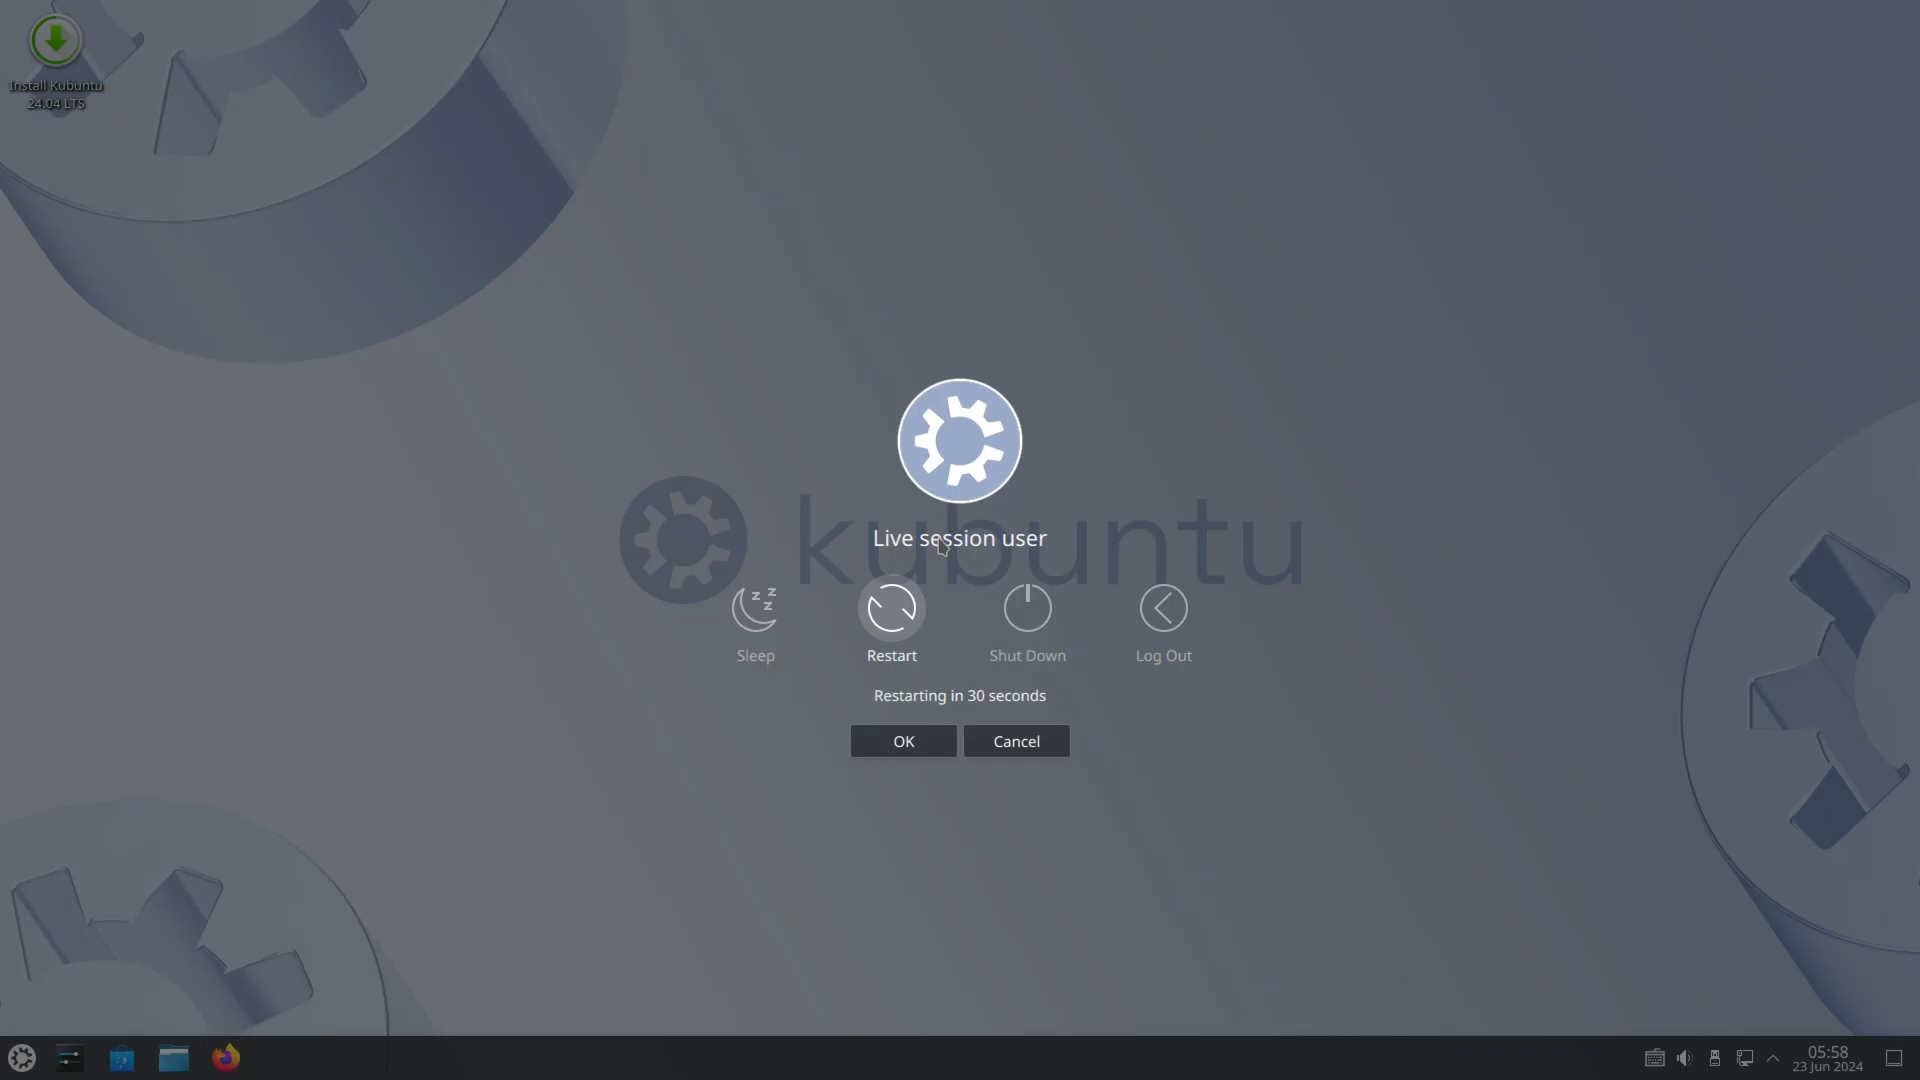 Install Kubuntu
24.04 LTS
kubuntu
Live session user
Sleep
Restart
Shut Down
Log Out
Restarting in 30 seconds
OK
Cancel
05:58
23 Jun 2024